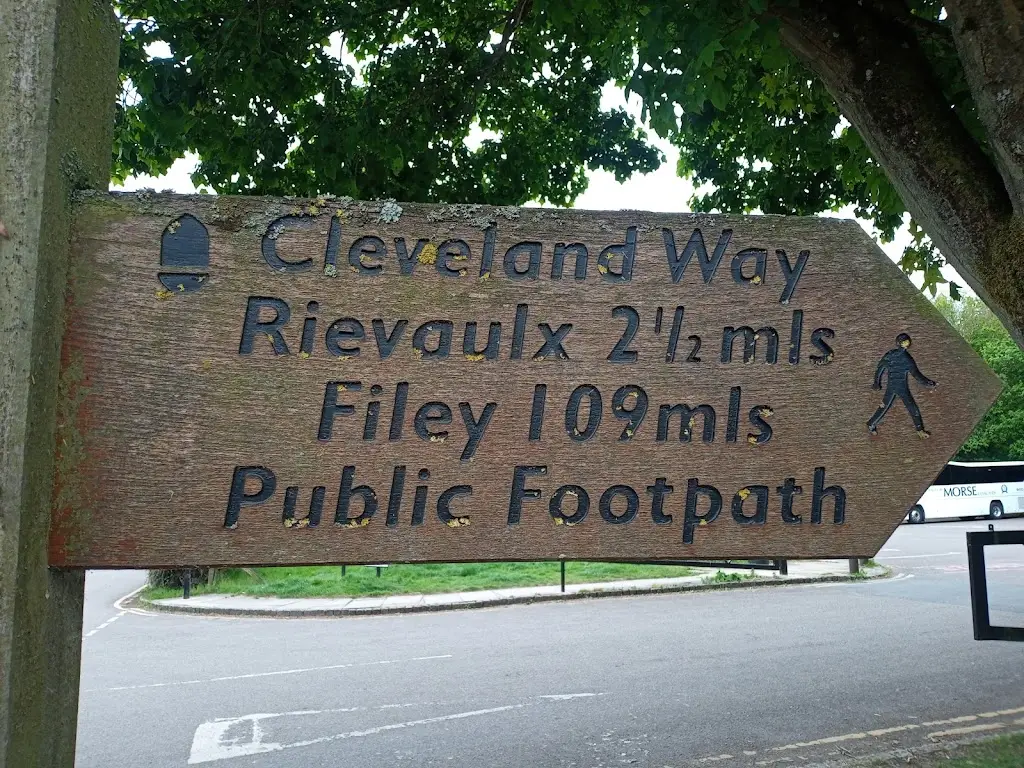 Cleveland Way
Rievaulx 2½ mls
Filey 109mls
Public Footpath
MORSE